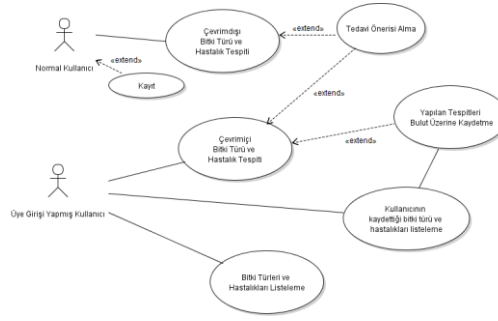 Çevrimdışı
Bitki Türü ve
Hastalık Tespiti
«extend»
Tedavi Önerisi Alma
Normal Kullanıcı
«extend»
Kayıt
«extend»
Yapılan Tespitleri
Bulut Üzerine Kaydetme
«extend»
Çevrimiçi
Bitki Türü ve
Hastalık Tespiti
Üye Girişi Yapmış Kullanıcı
Kullanıcının
kaydettiği bitki türü ve
hastalıkları listeleme
Bitki Türleri ve
Hastalıkları Listeleme